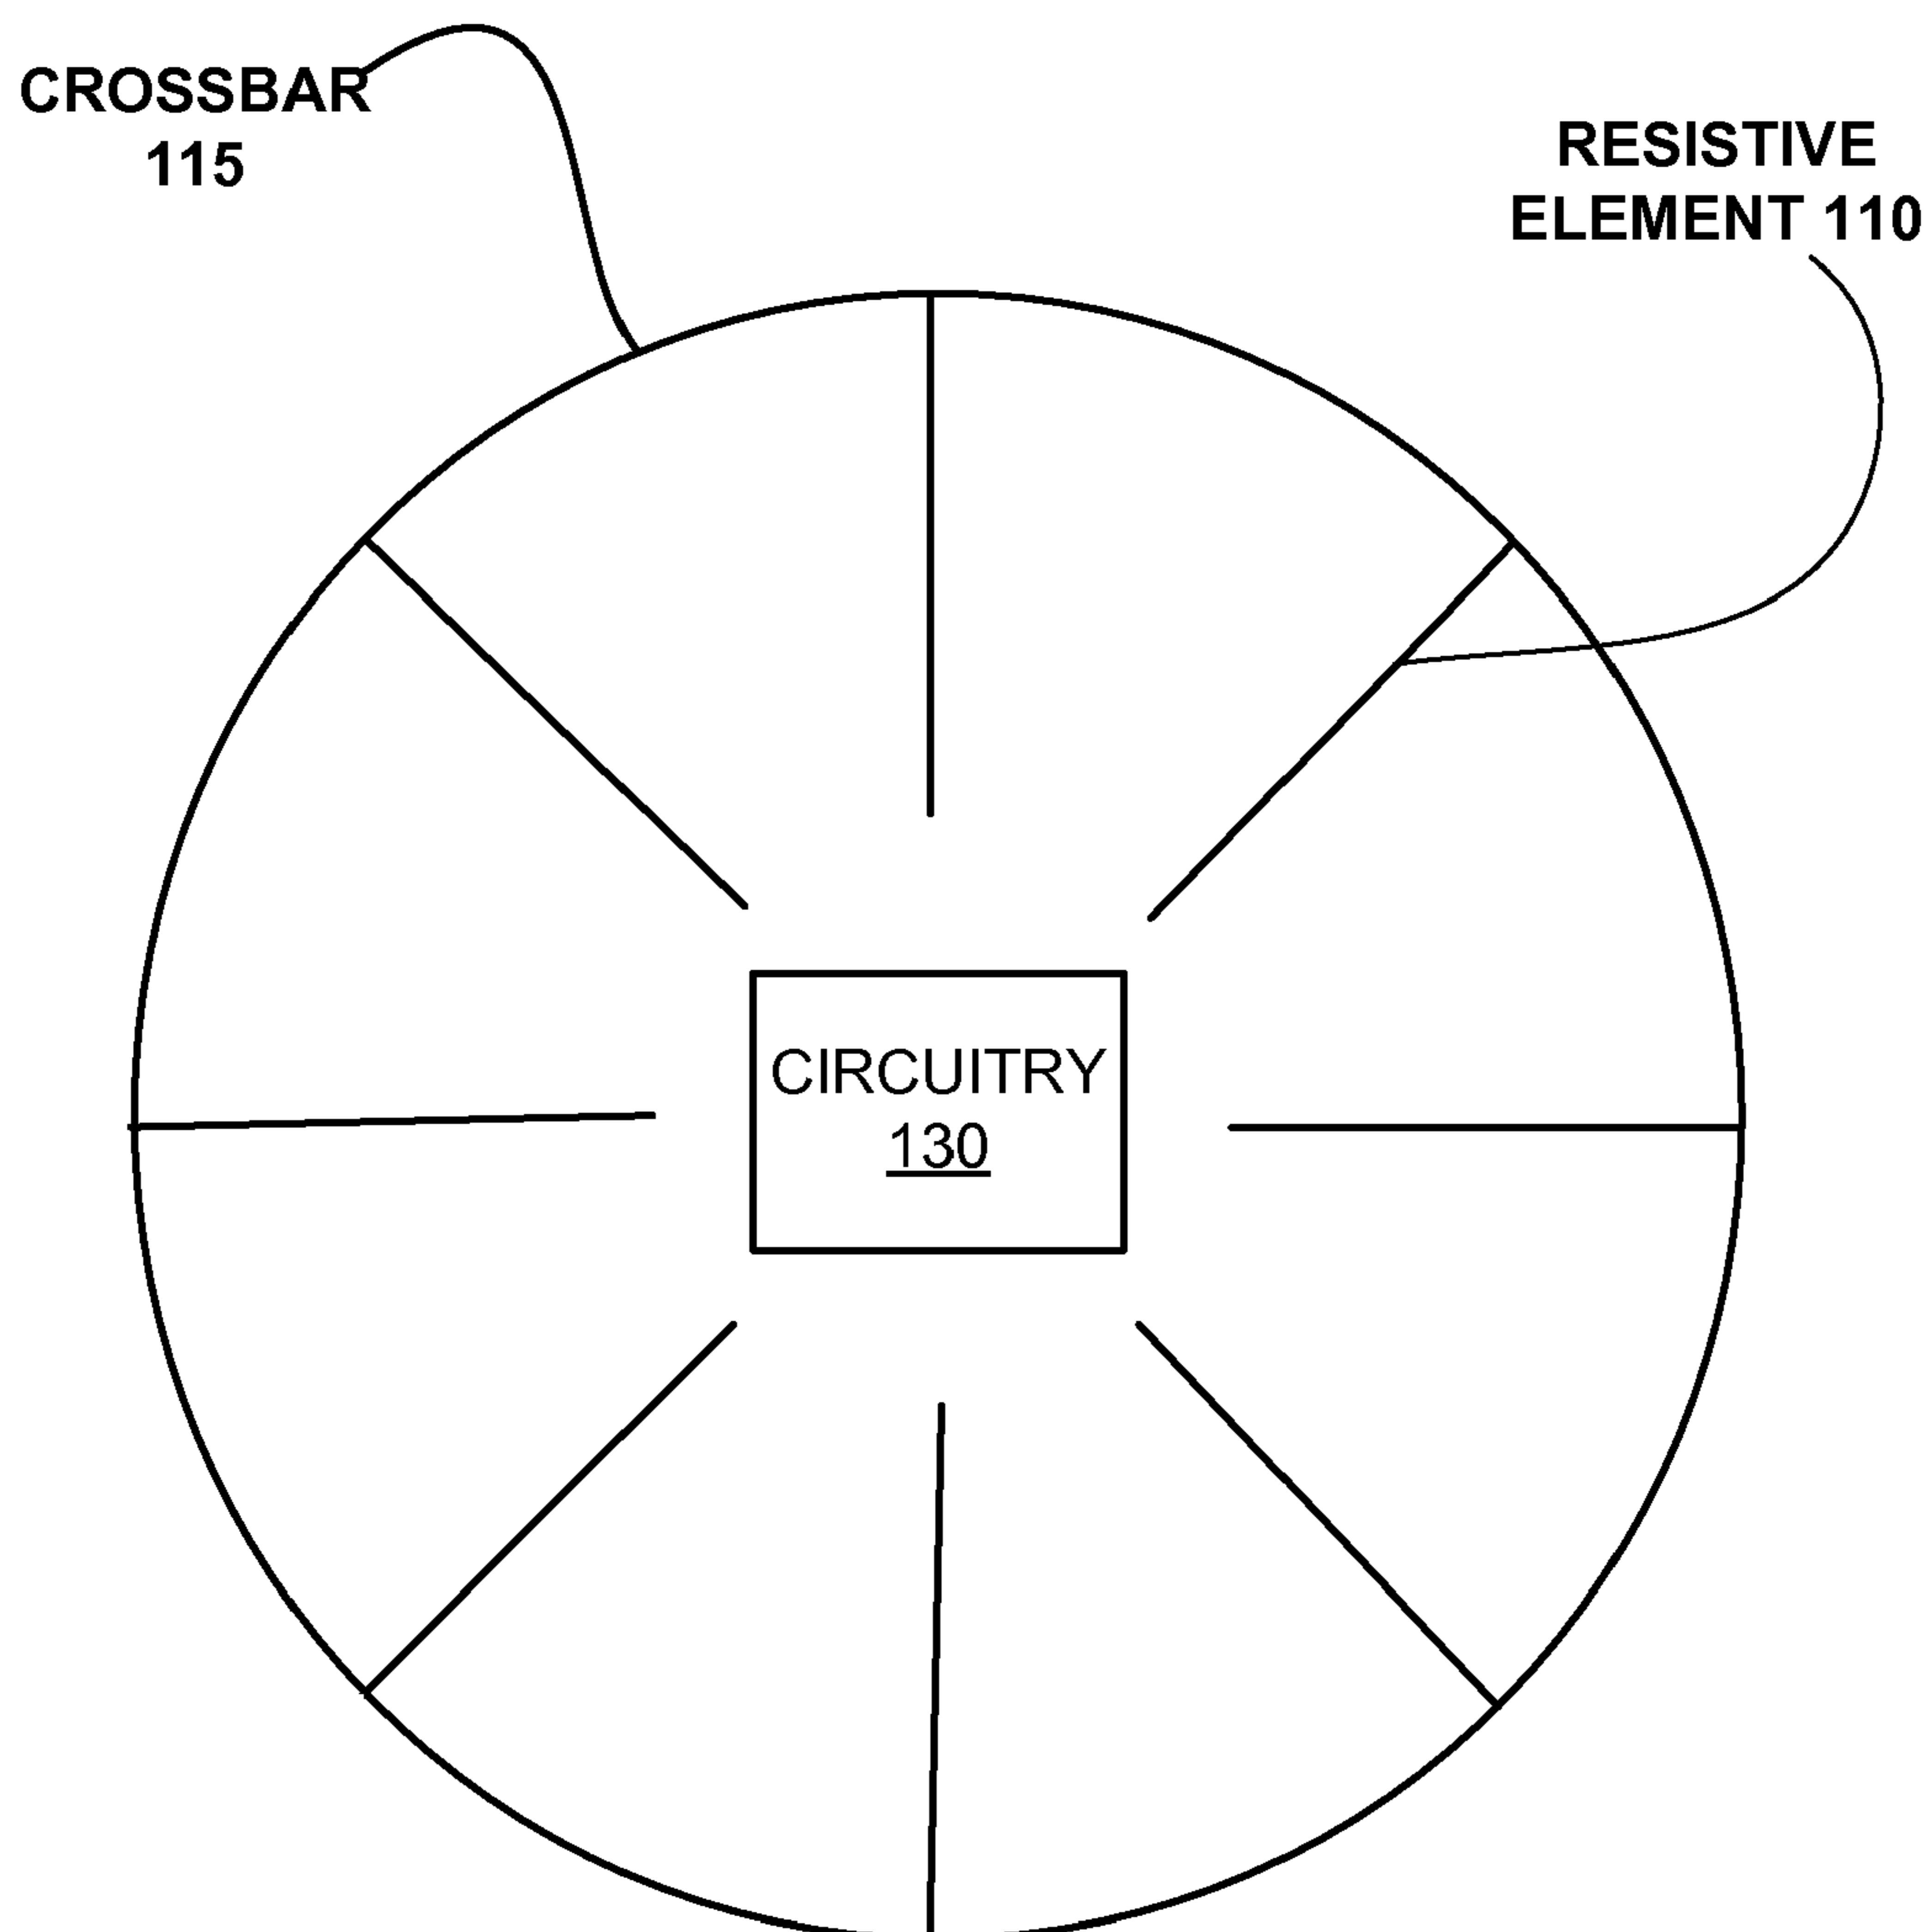 CROSSBAR
115
RESISTIVE
ELEMENT 110
CIRCUITRY
130